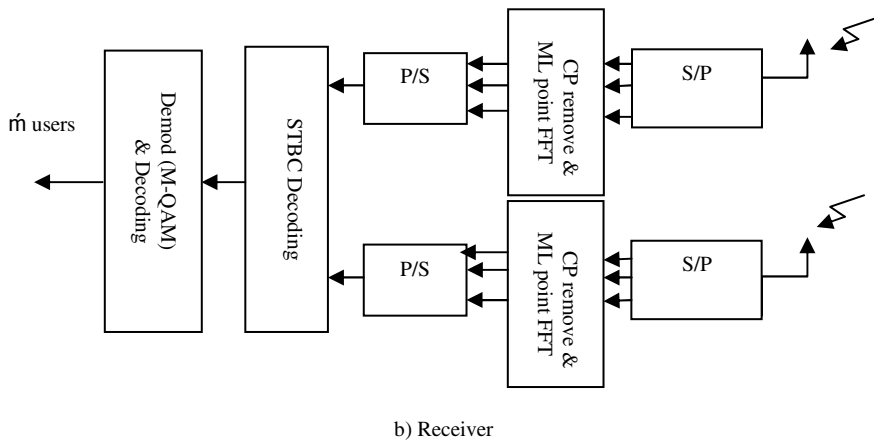 ḿ users
Demod (M-QAM)
& Decoding
STBC Decoding
P/S
CP remove &
ML point FFT
S/P
P/S
CP remove &
ML point FFT
S/P
b) Receiver